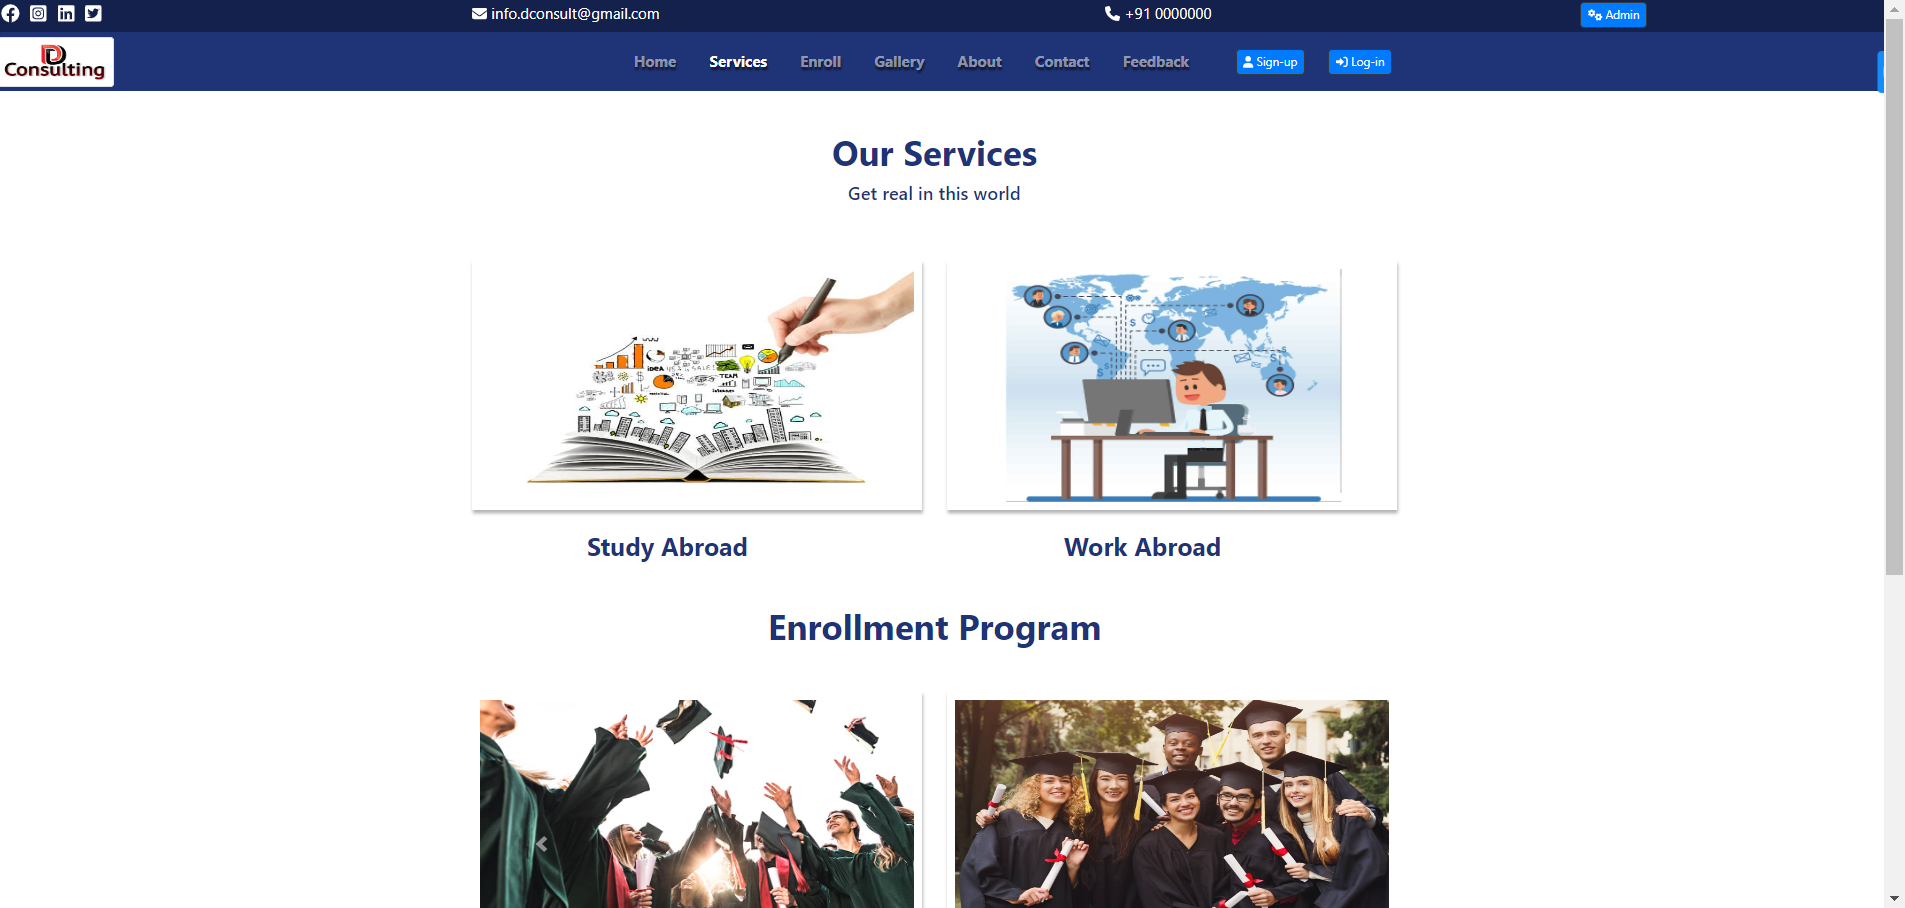 info.dconsult@gmail.com
+91 0000000
Admin
D
Consulting
Home
Services
Enroll
Gallery
About
Contact
Feedback
Sign-up
Log-in
Our Services
Get real in this world
IDEA
SALE!
TEAM
$
$
Study Abroad
Work Abroad
Enrollment Program